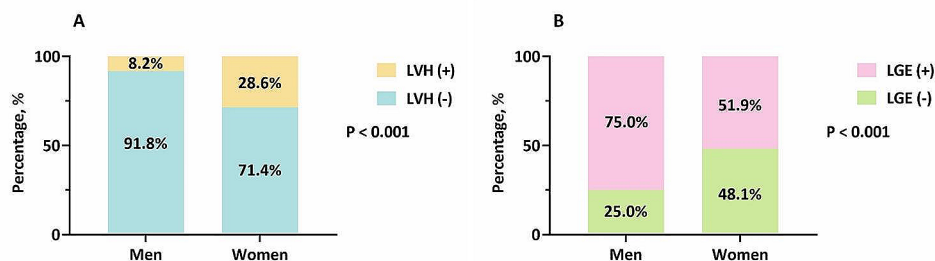 A
Percentage, %
100
50
0
8.2%
91.8%
28.6%
71.4%
Men
Women
LVH (+)
LVH (-)
P < 0.001
B
Percentage, %
100
50
0
75.0%
25.0%
51.9%
48.1%
Men
Women
LGE (+)
LGE (-)
P < 0.001